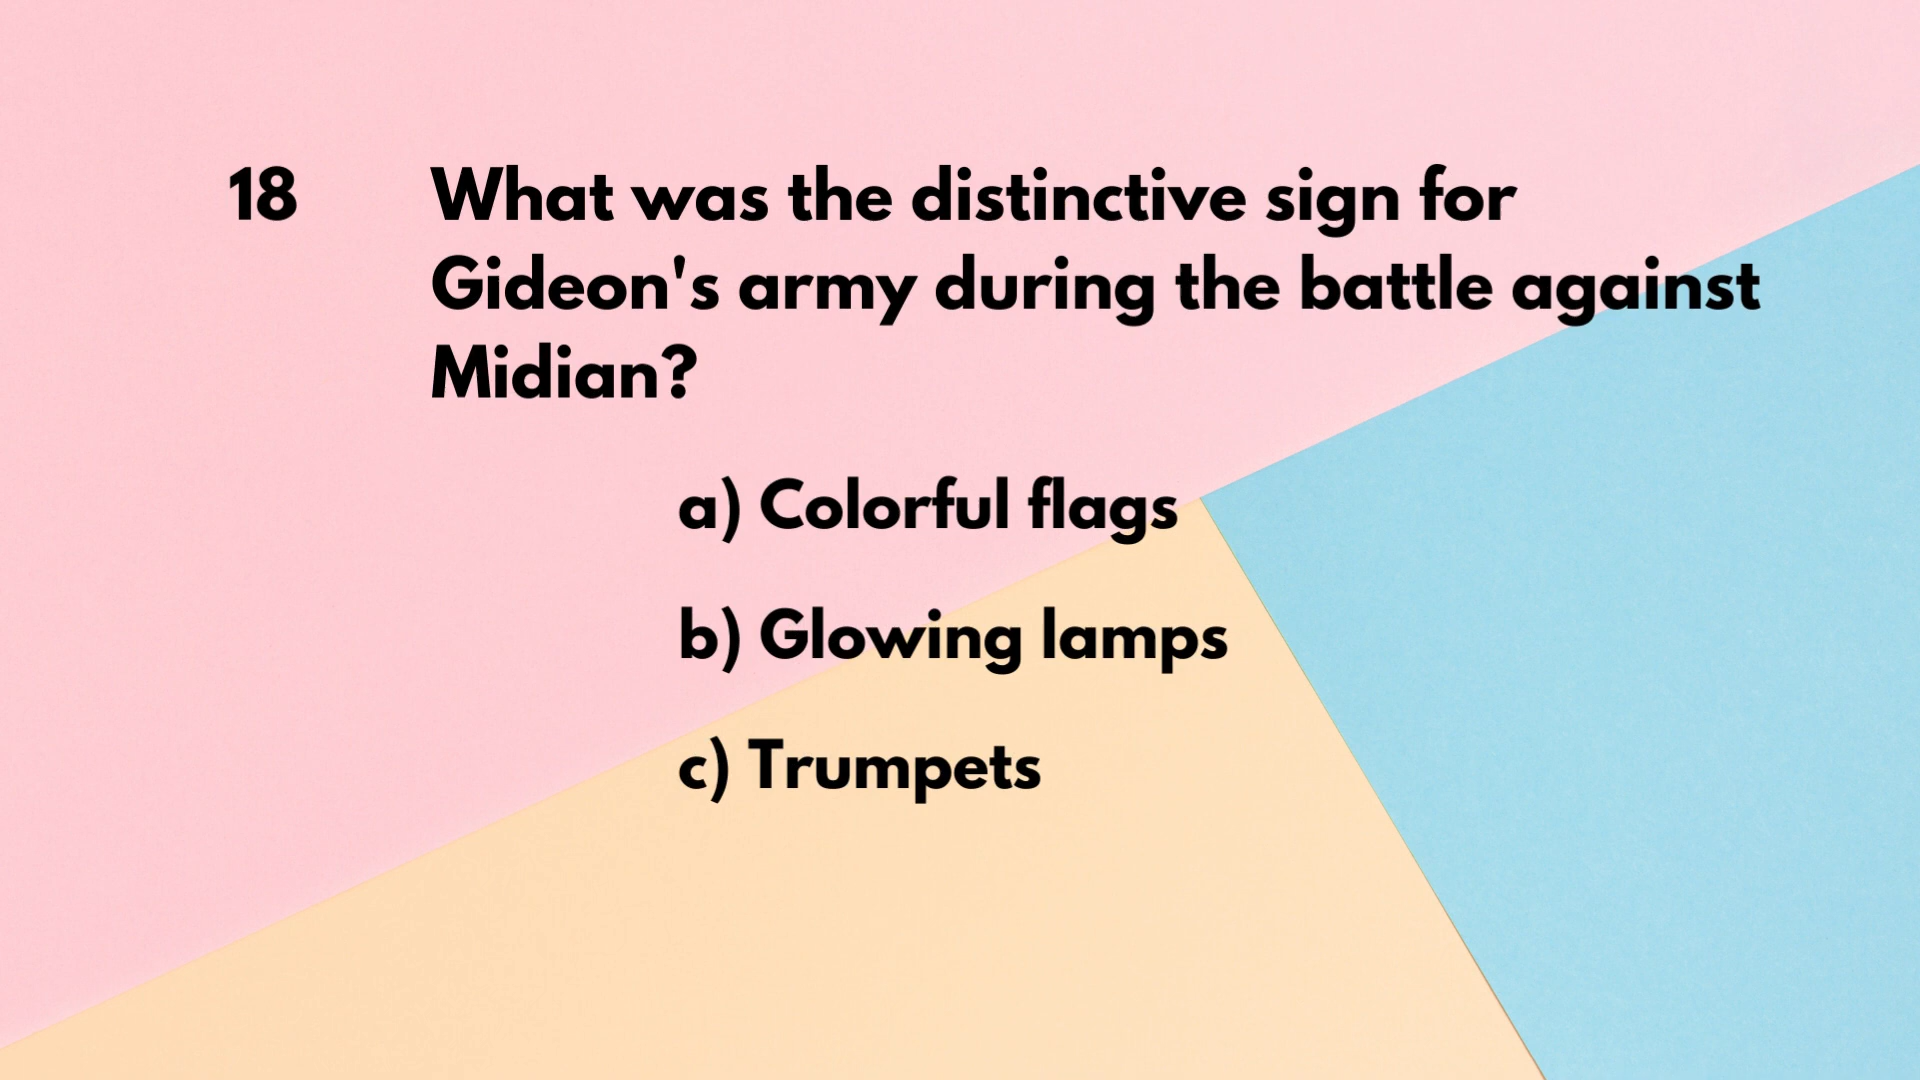 18 What was the distinctive sign for
Gideon's army during the battle against
Midian?
a) Colorful flags
b) Glowing lamps
c) Trumpets